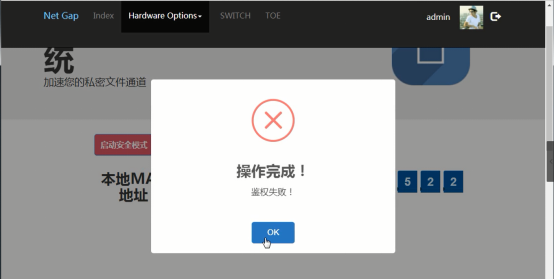 Net Gap Index Hardware Options SWITCH TOE admin
统
加速您的私密文件通道
启动安全模式
操作完成！
本地MA
地址
5 2 2
鉴权失败！
OK